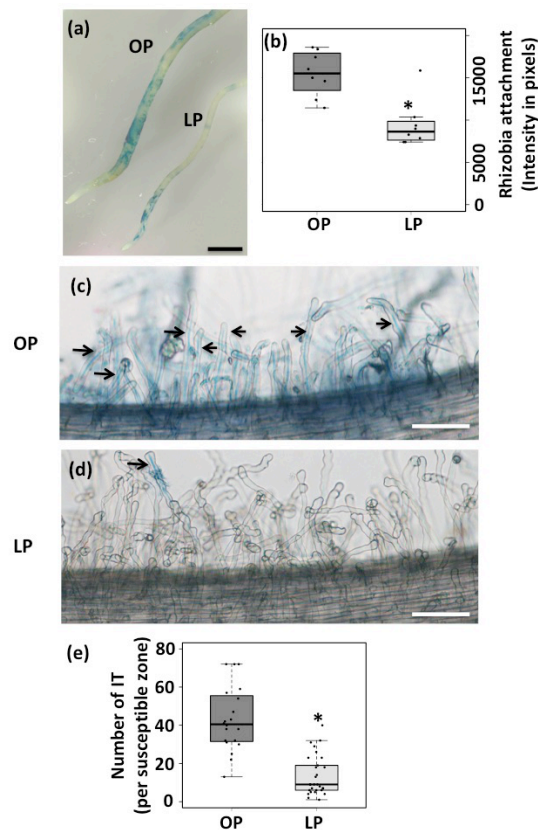 (a)
OP
LP
(b)
15000
5000
0
Rhizobia attachment
(Intensity in pixels)
*
OP
LP
(c)
OP
(d)
LP
(e)
Number of IT
(per susceptible zone)
80
60
40
20
0
*
OP
LP